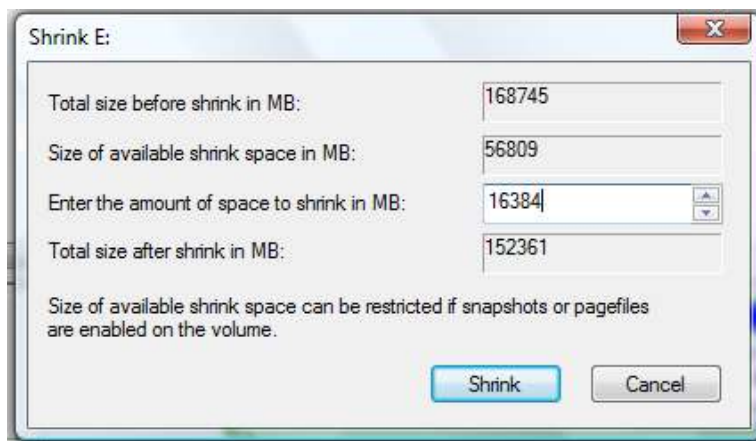 Shrink E:
Total size before shrink in MB: 168745
Size of available shrink space in MB: 56809
Enter the amount of space to shrink in MB: 16384
Total size after shrink in MB: 152361
Size of available shrink space can be restricted if snapshots or pagefiles
are enabled on the volume.
Shrink Cancel